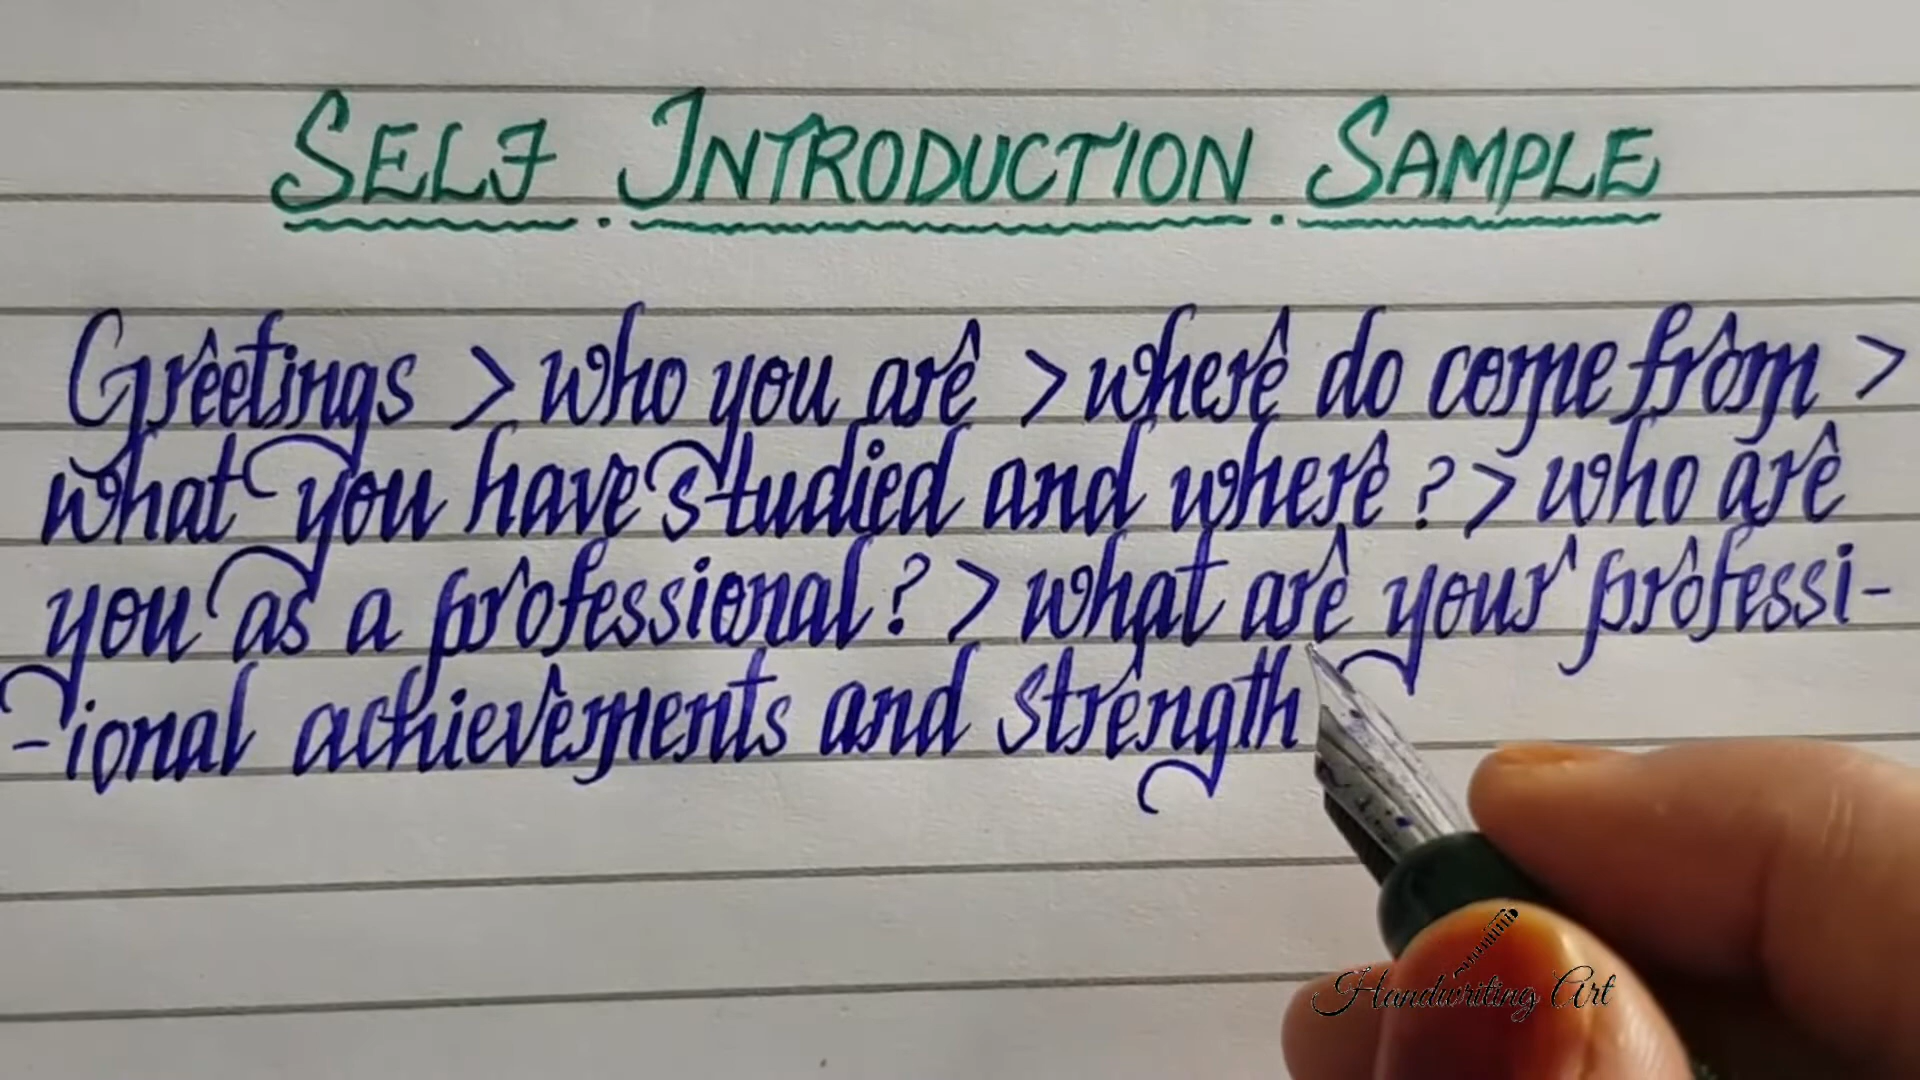 SELF INTRODUCTION SAMPLE
Greetings > who you are > where do come from >
what you have studied and where ? > who are
you as a professional ? > what are your professi-
-ional achievements and strength
Handwriting Art